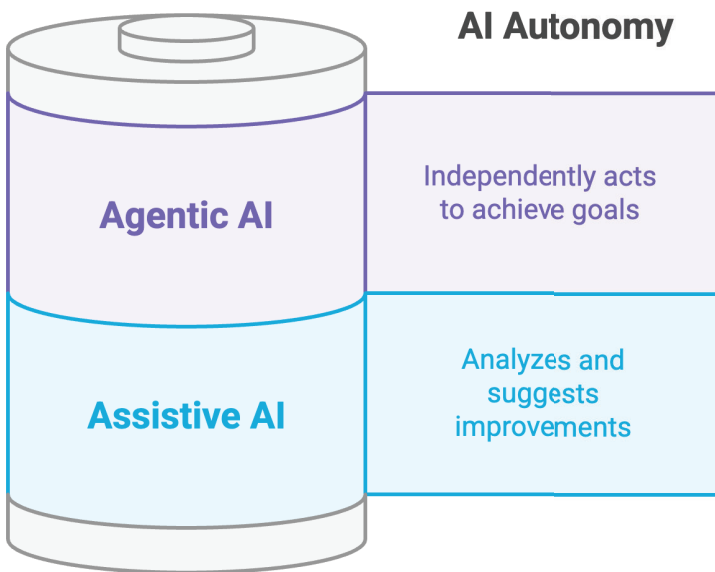 AI Autonomy
Agentic AI
Independently acts
to achieve goals
Assistive AI
Analyzes and
suggests
improvements